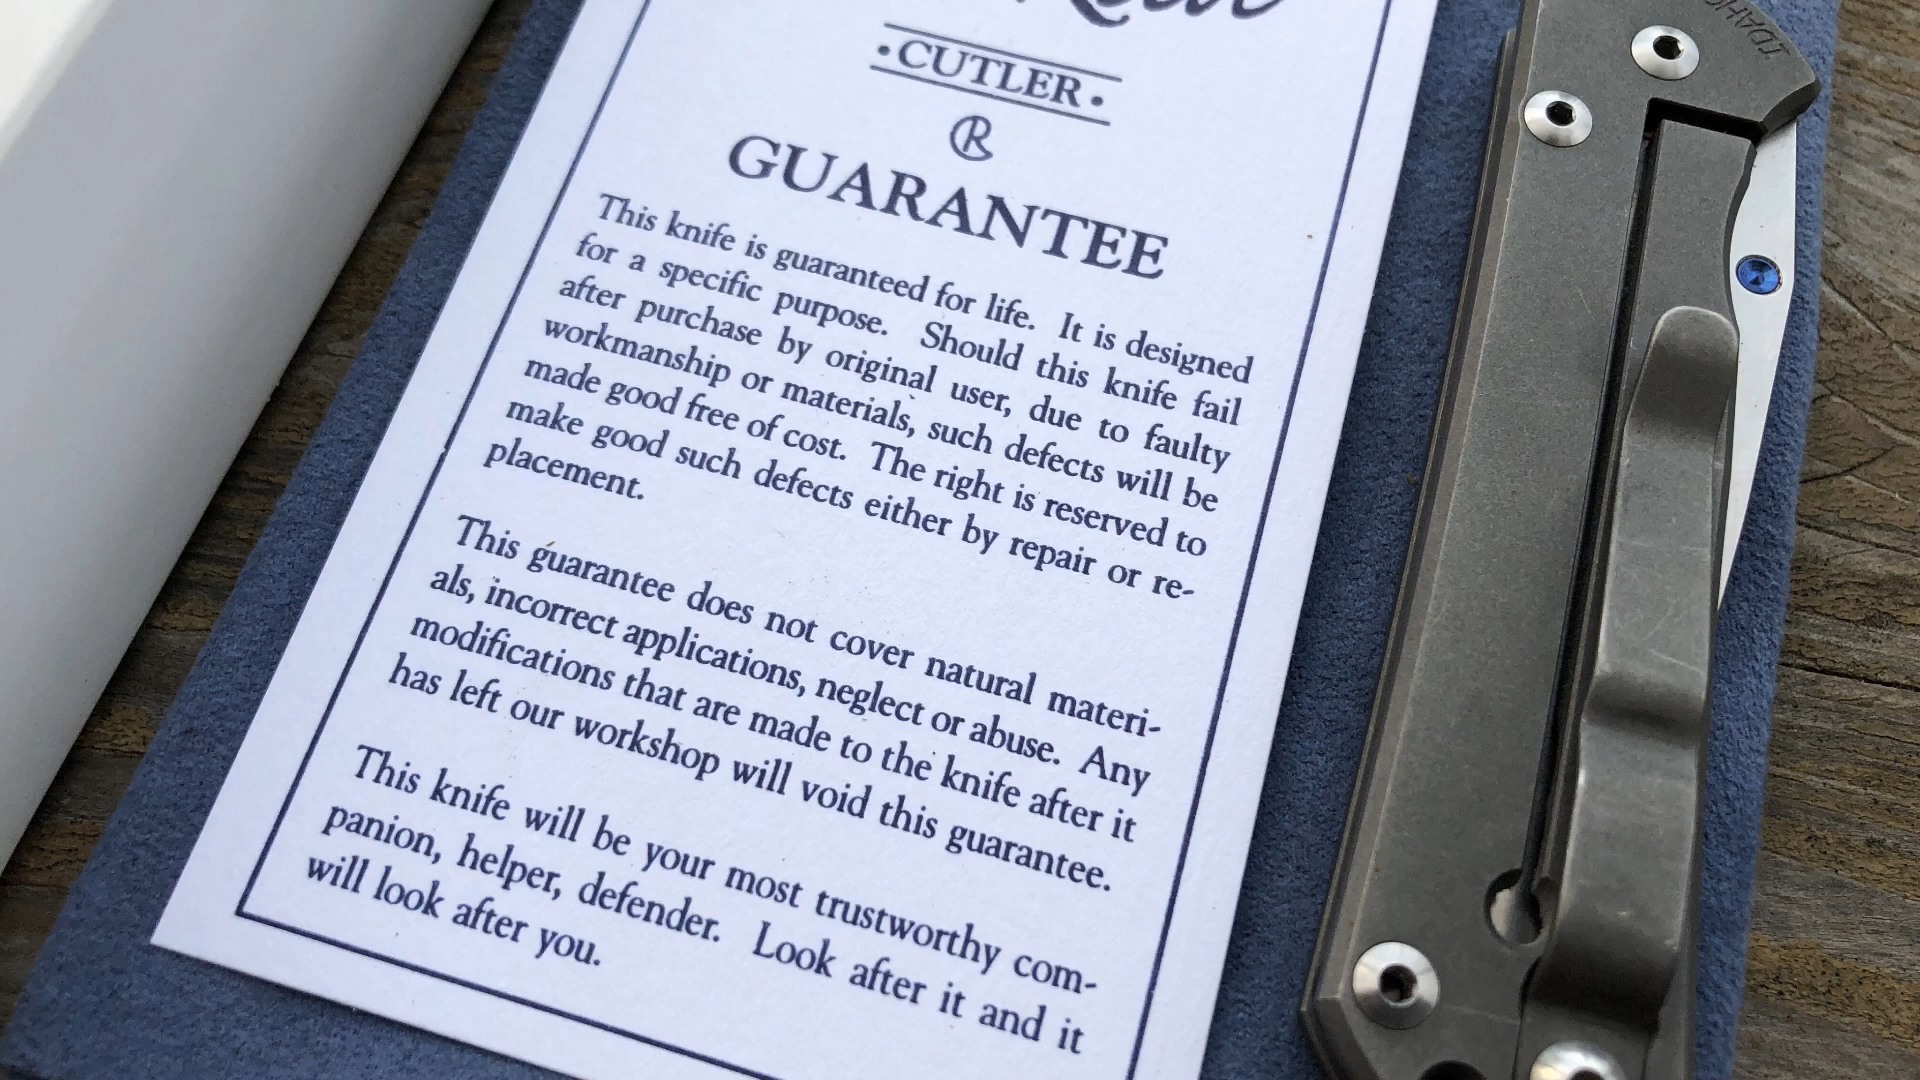 • CUTLER •
CR
GUARANTEE
This knife is guaranteed for life. It is designed
for a specific purpose. Should this knife fail
after purchase by original user, due to faulty
workmanship or materials, such defects will be
made good free of cost. The right is reserved to
make good such defects either by repair or re-
placement.
This guarantee does not cover natural materi-
als, incorrect applications, neglect or abuse. Any
modifications that are made to the knife after it
has left our workshop will void this guarantee.
This knife will be your most trustworthy com-
panion, helper, defender. Look after it and it
will look after you.
IDAHO